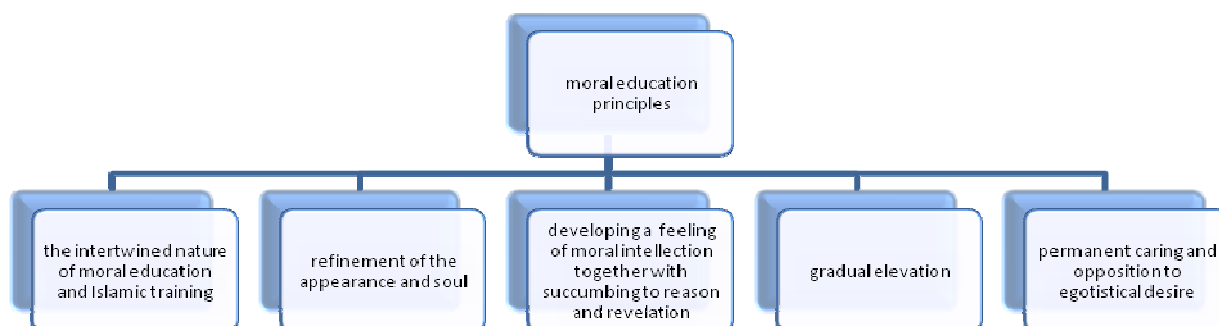 moral education
principles
the intertwined nature
of moral education
and Islamic training
refinement of the
appearance and soul
developing a feeling
of moral intellection
together with
succumbing to reason
and revelation
gradual elevation
permanent caring and
opposition to
egotistical desire